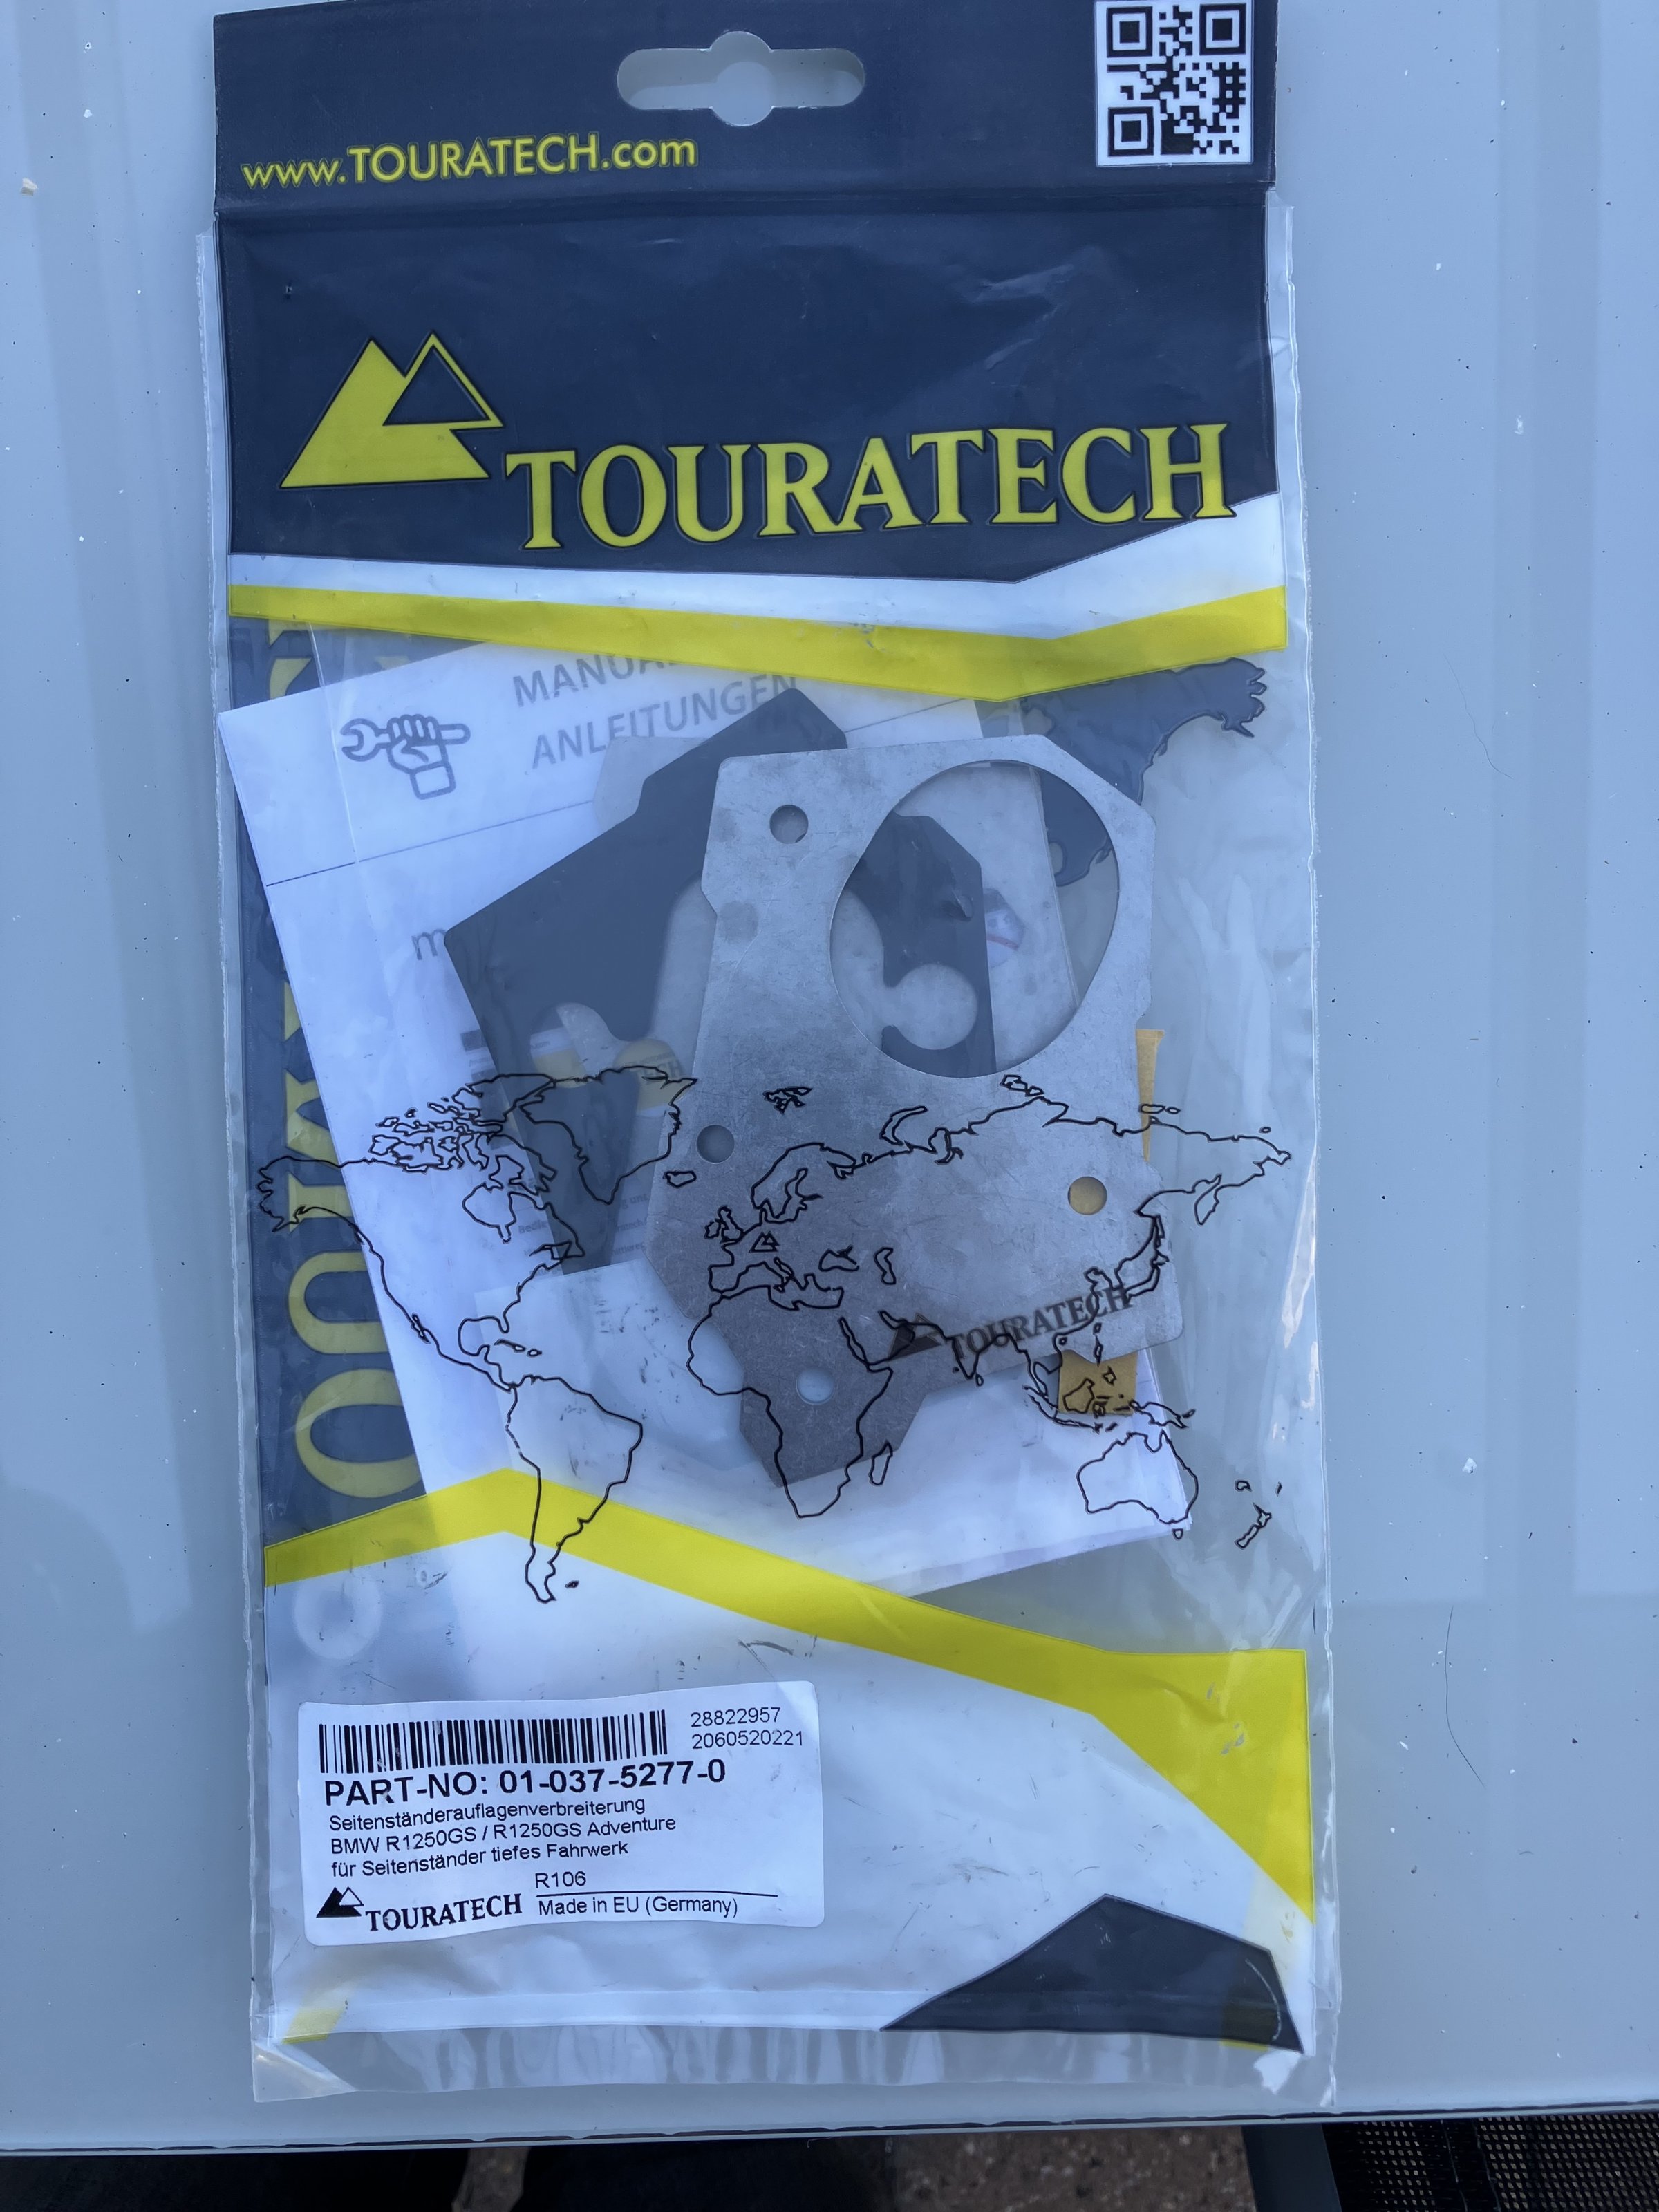 www.TOURATECH.com
TOURATECH
MANUAL
ANLEITUNGEN
TOURATECH
28822957
2060520221
PART-NO: 01-037-5277-0
Seitenständerauflagenverbreiterung
BMW R1250GS / R1250GS Adventure
für Seitenständer tiefes Fahrwerk
R106
TOURATECH
Made in EU (Germany)